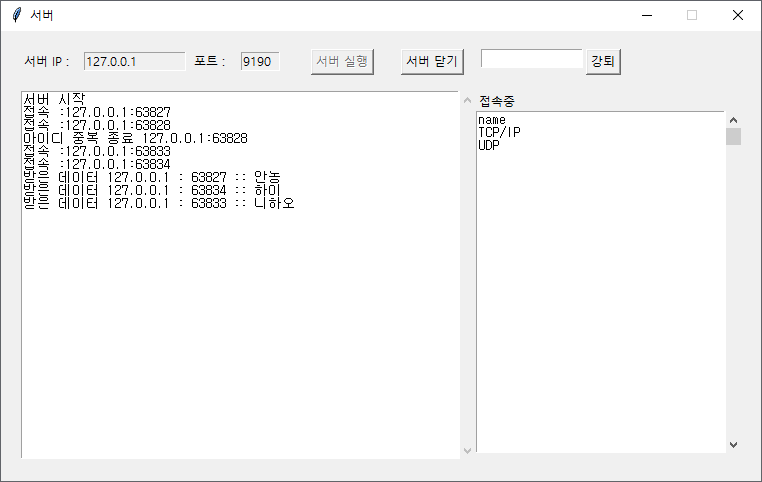 서버
서버 IP : 127.0.0.1 포트 : 9190 서버 실행 서버 닫기 강퇴
서버 시작
접속 :127.0.0.1:63827
접속 :127.0.0.1:63828
아이디 중복 종료 127.0.0.1:63828
접속 :127.0.0.1:63833
접속 :127.0.0.1:63834
받은 데이터 127.0.0.1 : 63827 :: 안농
받은 데이터 127.0.0.1 : 63834 :: 하이
받은 데이터 127.0.0.1 : 63833 :: 니하오
접속중
name
TCP/IP
UDP